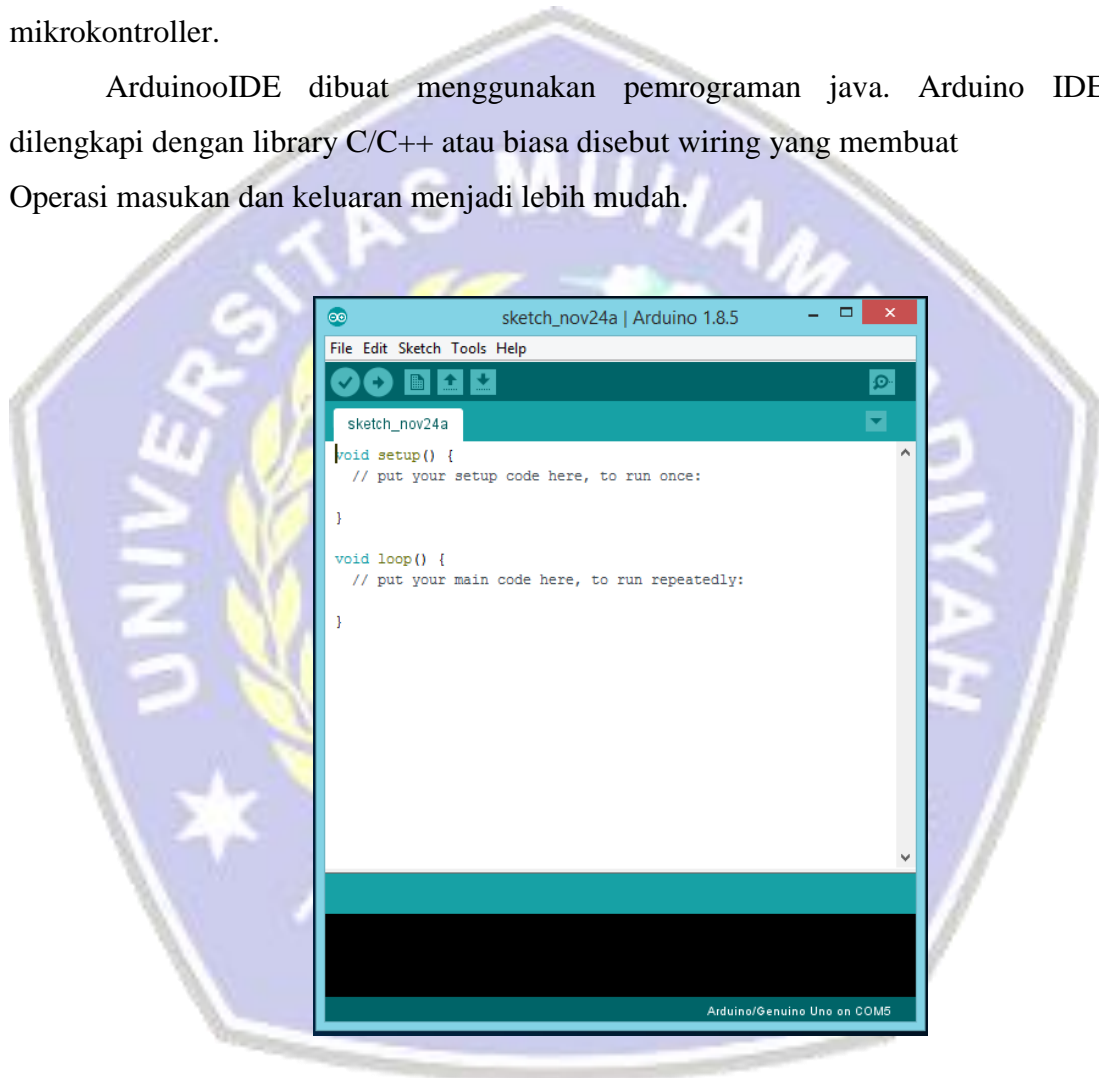 mikrokontroller.
ArduinooIDE dibuat menggunakan pemrograman java. Arduino IDE
dilengkapi dengan library C/C++ atau biasa disebut wiring yang membuat
Operasi masukan dan keluaran menjadi lebih mudah.
UNIVERSITAS MUHAM DIYAH
sketch_nov24a | Arduino 1.8.5
File Edit Sketch Tools Help
sketch_nov24a
void setup() {
// put your setup code here, to run once:
}
void loop() {
// put your main code here, to run repeatedly:
}
Arduino/Genuino Uno on COM5